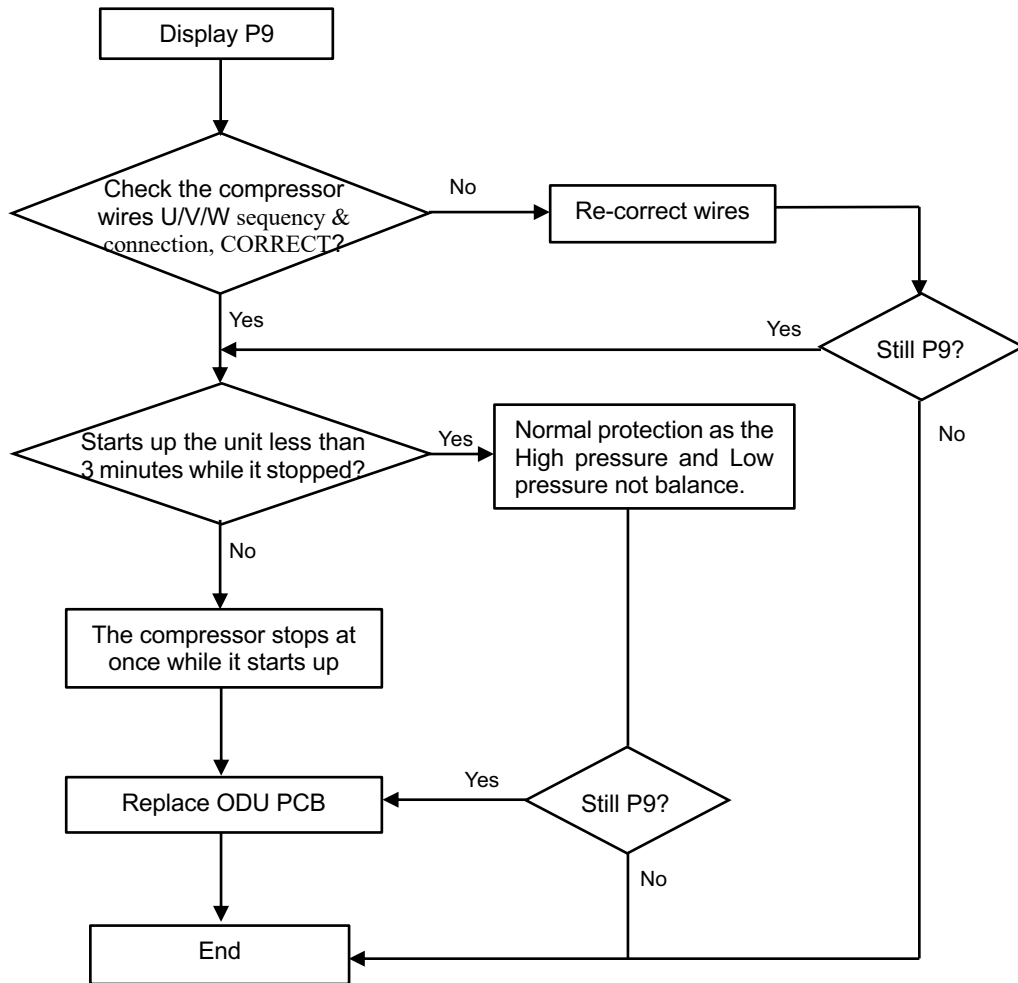 Display P9
Check the compressor
wires U/V/W sequency &
connection, CORRECT?
No
Re-correct wires
Yes
Yes
Still P9?
Starts up the unit less than
3 minutes while it stopped?
Yes
Normal protection as the
High pressure and Low
pressure not balance.
No
No
The compressor stops at
once while it starts up
Replace ODU PCB
Yes
Still P9?
No
End